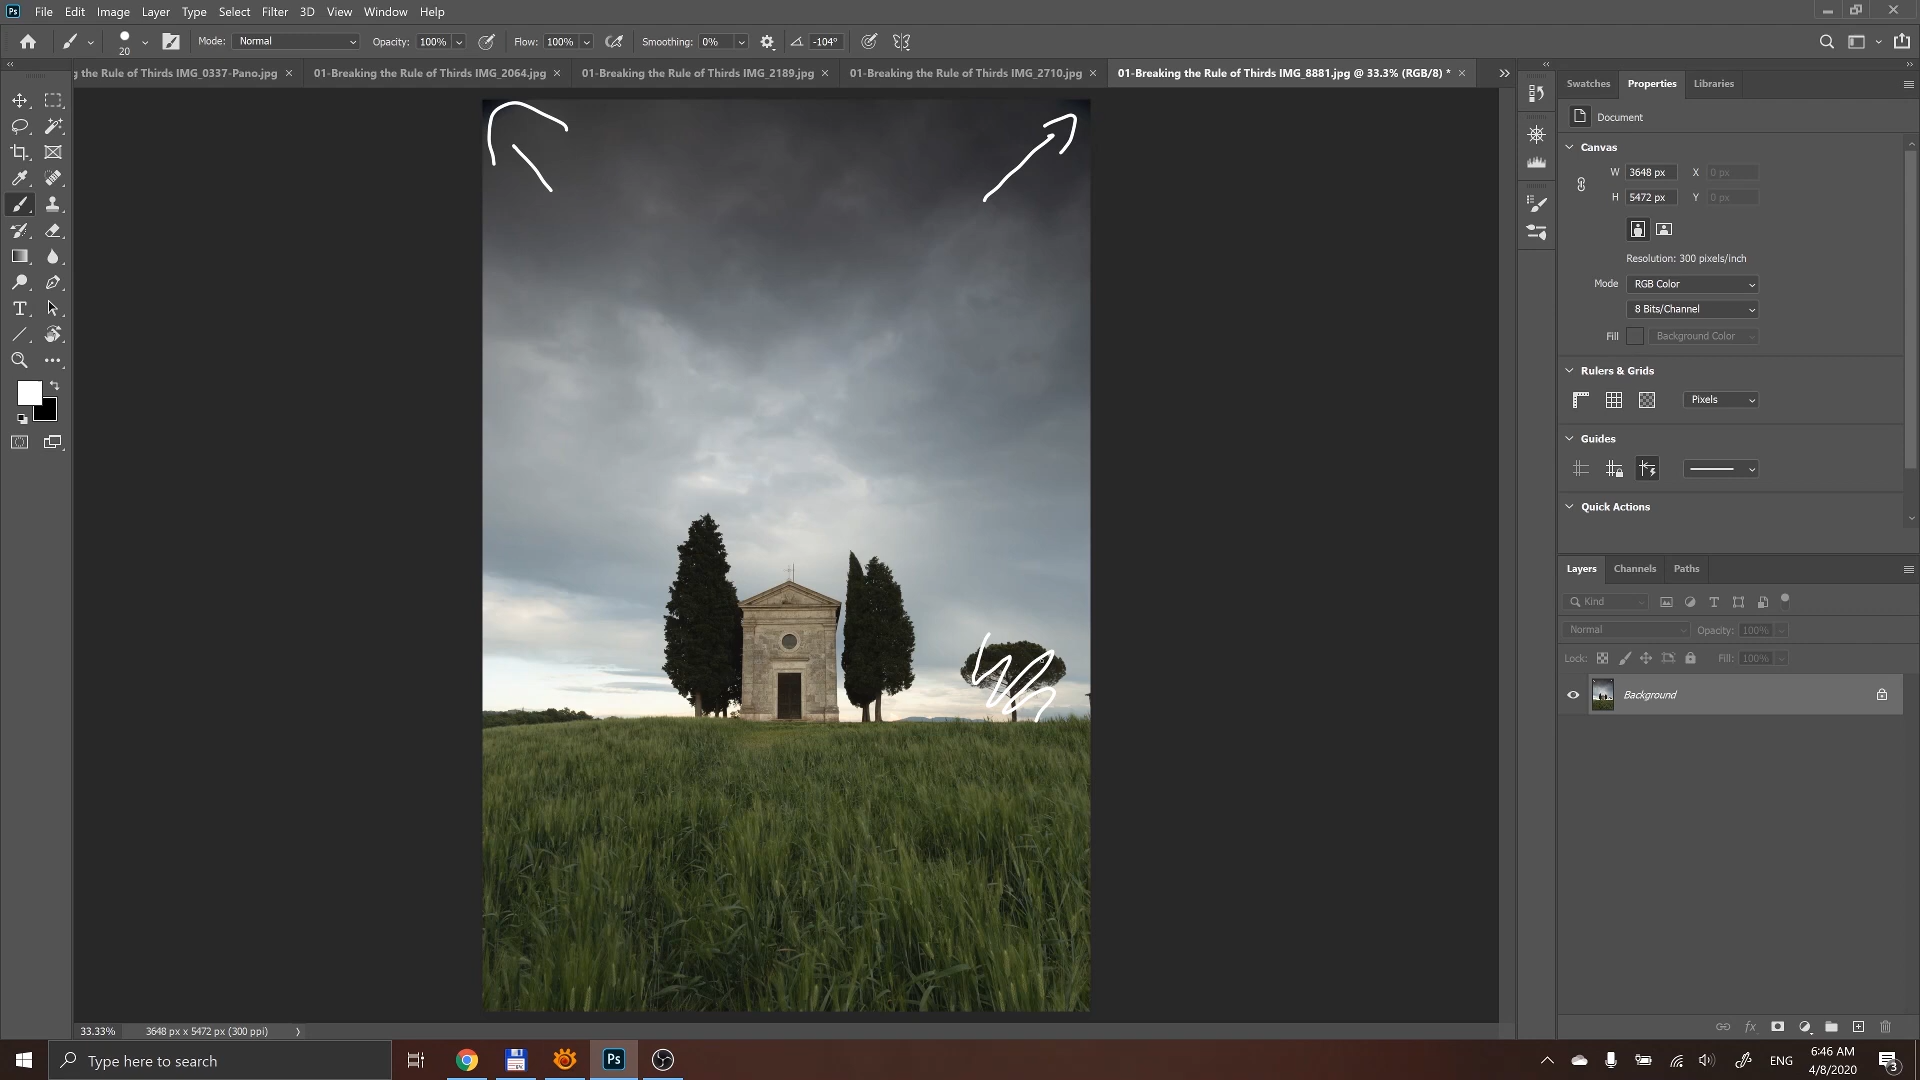 Ps File Edit Image Layer Type Select Filter 3D View Window Help
20 Mode: Normal Opacity: 100% Flow: 100% Smoothing: 0% -104°
g the Rule of Thirds IMG_0337-Pano.jpg 01-Breaking the Rule of Thirds IMG_2064.jpg 01-Breaking the Rule of Thirds IMG_2189.jpg 01-Breaking the Rule of Thirds IMG_2710.jpg 01-Breaking the Rule of Thirds IMG_8881.jpg @ 33.3% (RGB/8) *
Swatches Properties Libraries
Document
Canvas
W 3648 px X 0 px
H 5472 px Y 0 px
Resolution: 300 pixels/inch
Mode RGB Color
8 Bits/Channel
Fill Background Color
Rulers & Grids
Pixels
Guides
Quick Actions
Layers Channels Paths
Kind
Normal Opacity: 100%
Lock: Fill: 100%
Background
fx
33.33% 3648 px x 5472 px (300 ppi)
Type here to search Ps ENG 6:46 AM
4/8/2020 3